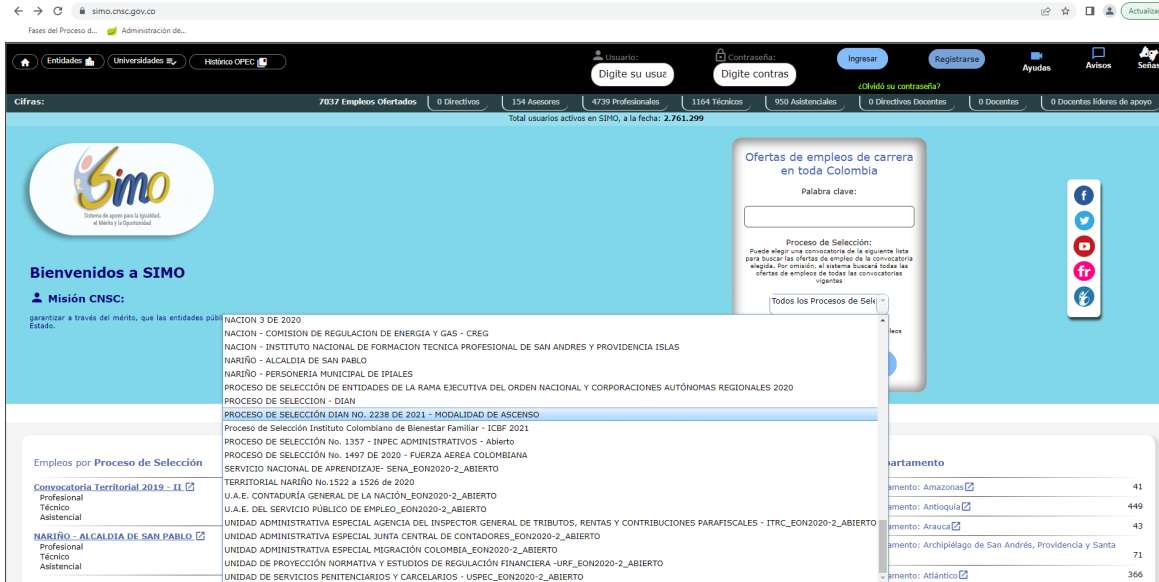 simo.cnsc.gov.co
Actualiza
Fases del Proceso d...
Administración de...
Entidades
Universidades
Histórico OPEC
Usuario:
Digite su usua
Contraseña:
Digite contras
Ingresar
Registrarse
Ayudas
Avisos
Señas
¿Olvidó su contraseña?
Cifras:
7037 Empleos Ofertados
0 Directivos
154 Asesores
4739 Profesionales
1164 Técnicos
950 Asistenciales
0 Directivos Docentes
0 Docentes
0 Docentes líderes de apoyo
Total usuarios activos en SIMO, a la fecha: 2.761.299
Simo
Sistema de apoyo para la Igualdad,
el Mérito y la Oportunidad
Bienvenidos a SIMO
Misión CNSC:
garantizar a través del mérito, que las entidades públi
Estado.
Ofertas de empleos de carrera
en toda Colombia
Palabra clave:
Proceso de Selección:
Puede elegir una convocatoria de la siguiente lista
para buscar las ofertas de empleo de la convocatoria
elegida. Por omisión, el sistema buscará todas las
ofertas de empleos de todas las convocatorias
vigentes
Todos los Procesos de Sele
leos
NACION 3 DE 2020
NACION - COMISION DE REGULACION DE ENERGIA Y GAS - CREG
NACION - INSTITUTO NACIONAL DE FORMACION TECNICA PROFESIONAL DE SAN ANDRES Y PROVIDENCIA ISLAS
NARIÑO - ALCALDIA DE SAN PABLO
NARIÑO - PERSONERIA MUNICIPAL DE IPIALES
PROCESO DE SELECCIÓN DE ENTIDADES DE LA RAMA EJECUTIVA DEL ORDEN NACIONAL Y CORPORACIONES AUTÓNOMAS REGIONALES 2020
PROCESO DE SELECCION - DIAN
PROCESO DE SELECCIÓN DIAN NO. 2238 DE 2021 - MODALIDAD DE ASCENSO
Proceso de Selección Instituto Colombiano de Bienestar Familiar - ICBF 2021
PROCESO DE SELECCIÓN No. 1357 - INPEC ADMINISTRATIVOS - Abierto
PROCESO DE SELECCIÓN No. 1497 DE 2020 - FUERZA AEREA COLOMBIANA
SERVICIO NACIONAL DE APRENDIZAJE- SENA_EON2020-2_ABIERTO
TERRITORIAL NARIÑO No.1522 a 1526 de 2020
U.A.E. CONTADURÍA GENERAL DE LA NACIÓN_EON2020-2_ABIERTO
U.A.E. DEL SERVICIO PÚBLICO DE EMPLEO_EON2020-2_ABIERTO
UNIDAD ADMINISTRATIVA ESPECIAL AGENCIA DEL INSPECTOR GENERAL DE TRIBUTOS, RENTAS Y CONTRIBUCIONES PARAFISCALES - ITRC_EON2020-2_ABIERTO
UNIDAD ADMINISTRATIVA ESPECIAL JUNTA CENTRAL DE CONTADORES_EON2020-2_ABIERTO
UNIDAD ADMINISTRATIVA ESPECIAL MIGRACIÓN COLOMBIA_EON2020-2_ABIERTO
UNIDAD DE PROYECCIÓN NORMATIVA Y ESTUDIOS DE REGULACIÓN FINANCIERA -URF_EON2020-2_ABIERTO
UNIDAD DE SERVICIOS PENITENCIARIOS Y CARCELARIOS - USPEC_EON2020-2_ABIERTO
Empleos por Proceso de Selección
Convocatoria Territorial 2019 - II
Profesional
Técnico
Asistencial
NARIÑO - ALCALDIA DE SAN PABLO
Profesional
Técnico
Asistencial
partamento
amento: Amazonas 41
amento: Antioquia 449
amento: Arauca 43
amento: Archipiélago de San Andrés, Providencia y Santa
71
amento: Atlántico 366